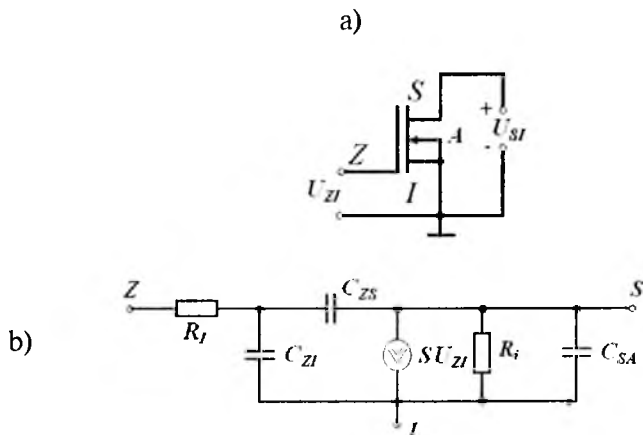 a)
S
+
U_SI
A
-
Z
U_ZI
I
b)
Z
C_ZS
S
R_I
C_ZI
SU_ZI
R_i
C_SA
I